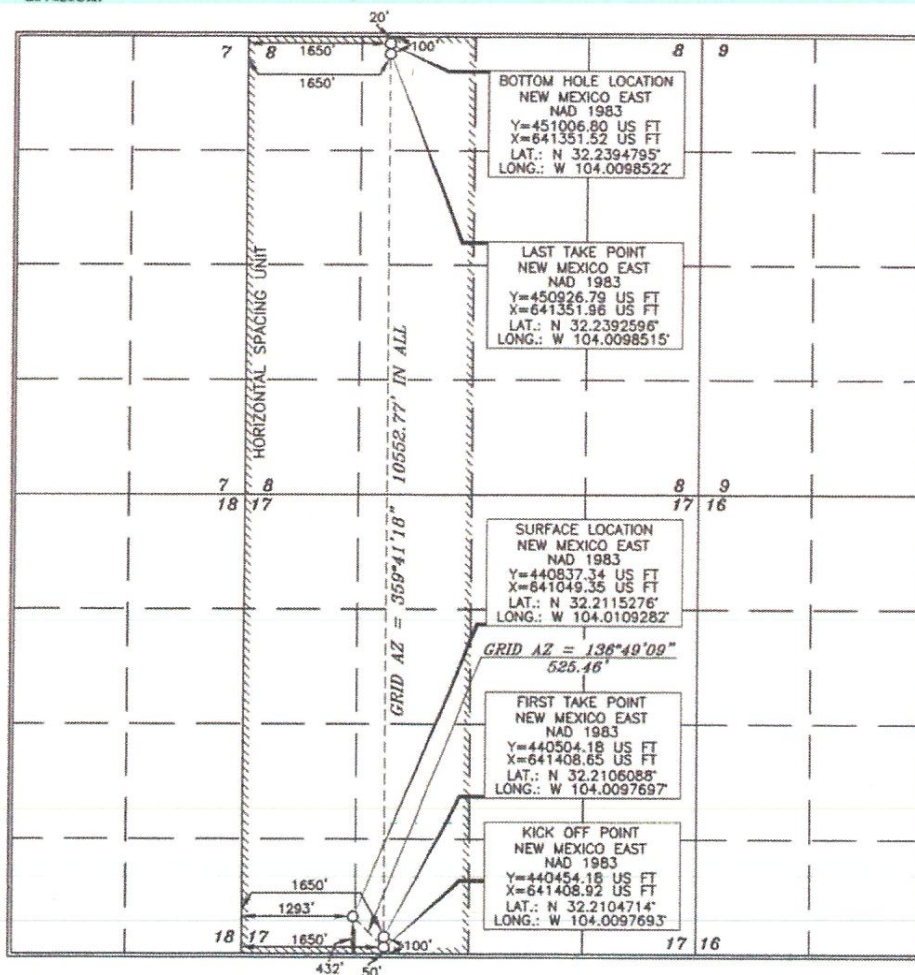 20'
7 8
1650'
100'
8 9
1650'
BOTTOM HOLE LOCATION
NEW MEXICO EAST
NAD 1983
Y=451006.80 US FT
X=641351.52 US FT
LAT.: N 32.2394795°
LONG.: W 104.0098522°
LAST TAKE POINT
NEW MEXICO EAST
NAD 1983
Y=450926.79 US FT
X=641351.96 US FT
LAT.: N 32.2392596°
LONG.: W 104.0098515°
HORIZONTAL SPACING UNIT
GRID AZ = 359°41'18" 10552.77' IN ALL
7 8
18 17
8 9
17 16
SURFACE LOCATION
NEW MEXICO EAST
NAD 1983
Y=440837.34 US FT
X=641049.35 US FT
LAT.: N 32.2115276°
LONG.: W 104.0109282°
GRID AZ = 136°49'09"
525.46'
FIRST TAKE POINT
NEW MEXICO EAST
NAD 1983
Y=440504.18 US FT
X=641408.65 US FT
LAT.: N 32.2106088°
LONG.: W 104.0097697°
KICK OFF POINT
NEW MEXICO EAST
NAD 1983
Y=440454.18 US FT
X=641408.92 US FT
LAT.: N 32.2104714°
LONG.: W 104.0097693°
1650'
1293'
18 17
1650'
100'
17 16
432'
50'